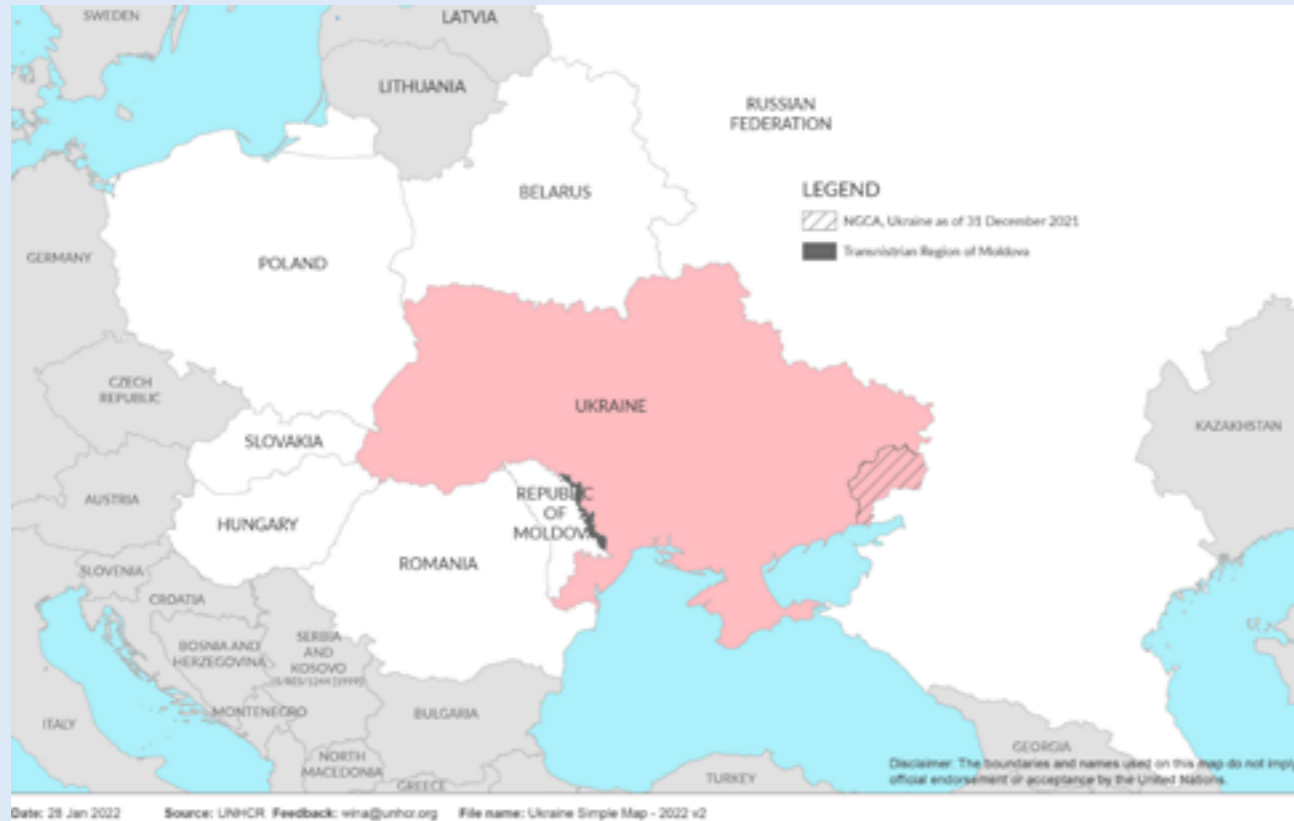 SWEDEN
LATVIA
LITHUANIA
RUSSIAN
FEDERATION
BELARUS
LEGEND
NGCA, Ukraine as of 31 December 2021
Transnistrian Region of Moldova
GERMANY
POLAND
CZECH
REPUBLIC
UKRAINE
KAZAKHSTAN
SLOVAKIA
AUSTRIA
HUNGARY
REPUBLIC
OF
MOLDOVA
ROMANIA
SLOVENIA
CROATIA
BOSNIA AND
HERZEGOVINA
SERBIA
AND
KOSOVO
(S/RES/1244 (1999))
MONTENEGRO
ITALY
BULGARIA
NORTH
MACEDONIA
GREECE
TURKEY
GEORGIA
Disclaimer: The boundaries and names used on this map do not imply
official endorsement or acceptance by the United Nations.
Date: 28 Jan 2022 Source: UNHCR Feedback: wina@unhcr.org File name: Ukraine Simple Map - 2022 v2